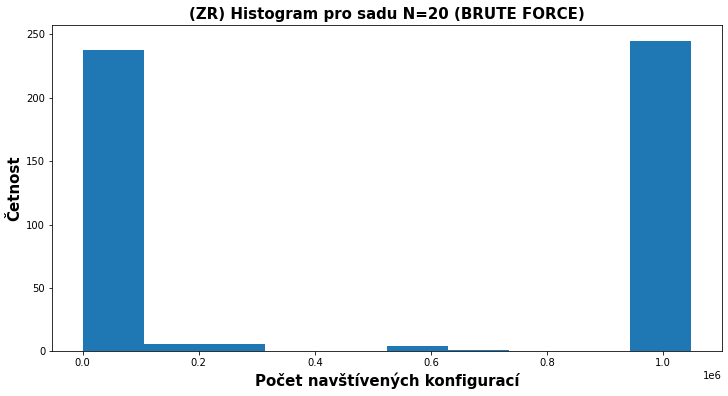 (ZR) Histogram pro sadu N=20 (BRUTE FORCE)
Četnost
250
200
150
100
50
0
0.0 0.2 0.4 0.6 0.8 1.0
1e6
Počet navštívených konfigurací